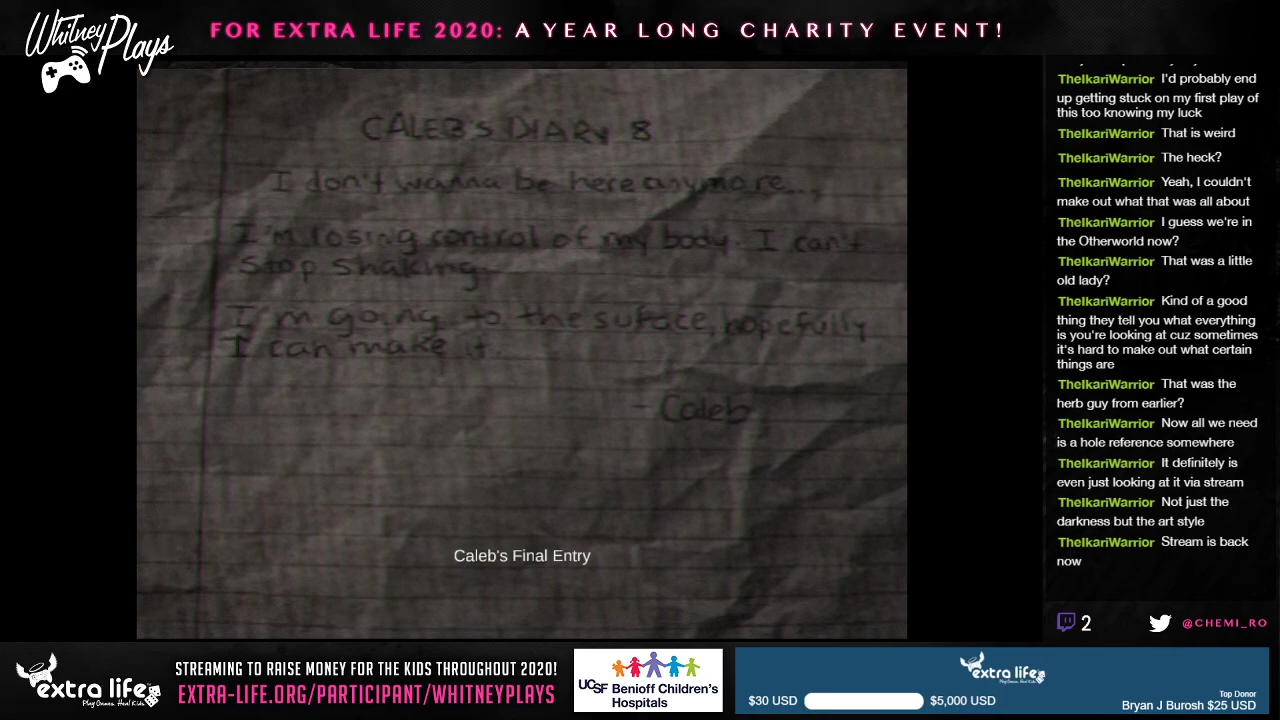 WhitneyPlays
FOR EXTRA LIFE 2020: A YEAR LONG CHARITY EVENT!
CALEB'S DIARY 8
I don't wanna be here anymore...
I'm losing control of my body. I can't
stop smiling.
I'm going to the suface, hopefully
I can make it.
- Caleb
Caleb's Final Entry
TheIkariWarrior I'd probably end
up getting stuck on my first play of
this too knowing my luck
TheIkariWarrior That is weird
TheIkariWarrior The heck?
TheIkariWarrior Yeah, I couldn't
make out what that was all about
TheIkariWarrior I guess we're in
the Otherworld now?
TheIkariWarrior That was a little
old lady?
TheIkariWarrior Kind of a good
thing they tell you what everything
is you're looking at cuz sometimes
it's hard to make out what certain
things are
TheIkariWarrior That was the
herb guy from earlier?
TheIkariWarrior Now all we need
is a hole reference somewhere
TheIkariWarrior It definitely is
even just looking at it via stream
TheIkariWarrior Not just the
darkness but the art style
TheIkariWarrior Stream is back
now
2
@CHEMI_RO
extra life
Play Games. Heal Kids.
STREAMING TO RAISE MONEY FOR THE KIDS THROUGHOUT 2020!
EXTRA-LIFE.ORG/PARTICIPANT/WHITNEYPLAYS
UCSF Benioff Children's
Hospitals
extra life
Play Games. Heal Kids.
$30 USD
$5,000 USD
Top Donor
Bryan J Burosh $25 USD